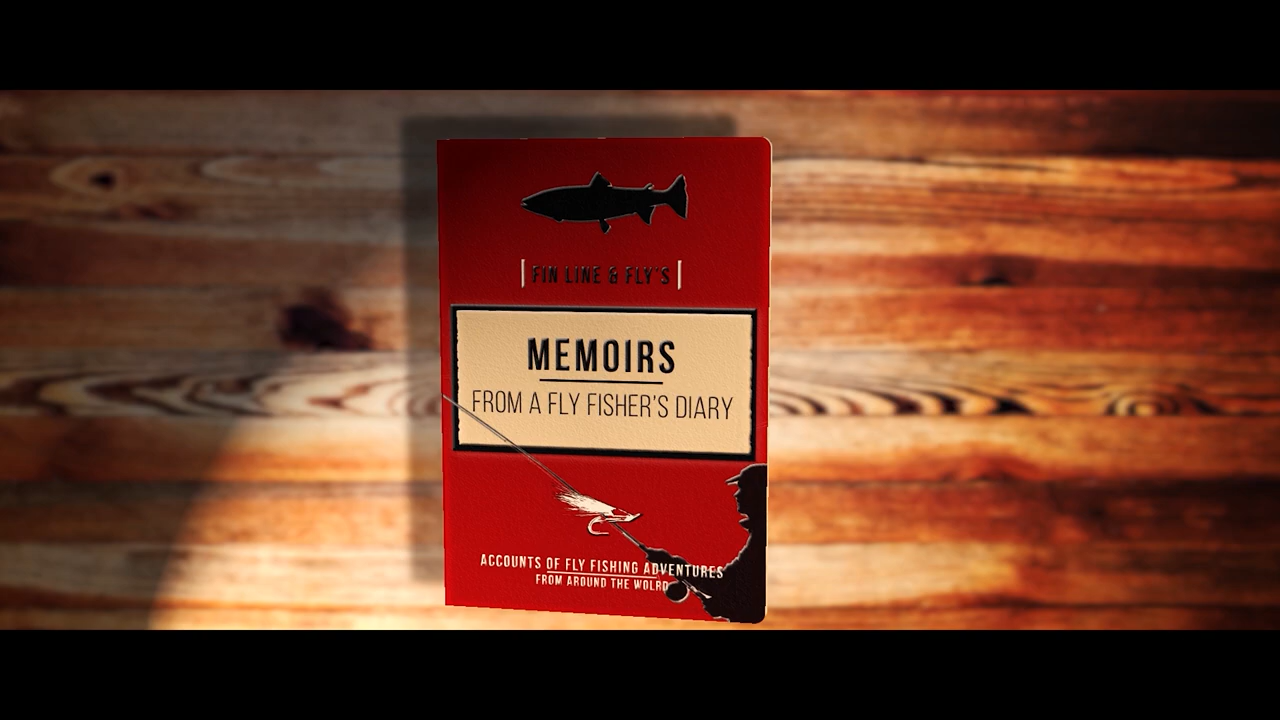 FIN LINE & FLY'S
MEMOIRS
FROM A FLY FISHER'S DIARY
ACCOUNTS OF FLY FISHING ADVENTURES
FROM AROUND THE WOLRD